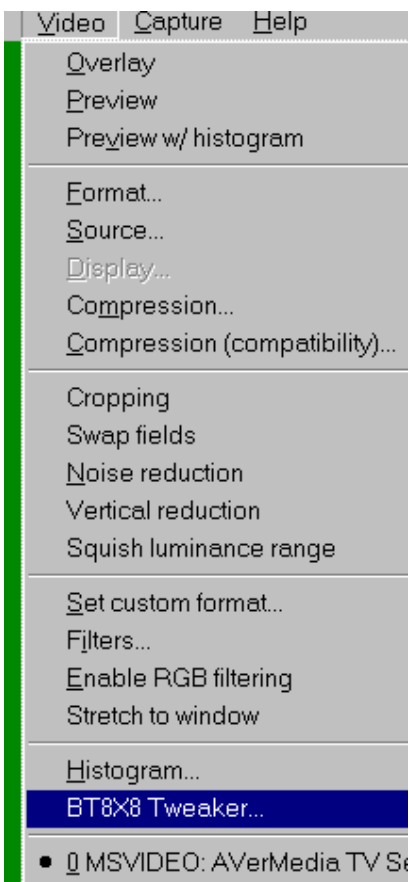 Video Capture Help
Overlay
Preview
Preview w/ histogram
Format...
Source...
Display...
Compression...
Compression (compatibility)...
Cropping
Swap fields
Noise reduction
Vertical reduction
Squish luminance range
Set custom format...
Filters...
Enable RGB filtering
Stretch to window
Histogram...
BT8X8 Tweaker...
• 0 MSVIDEO: AVerMedia TV